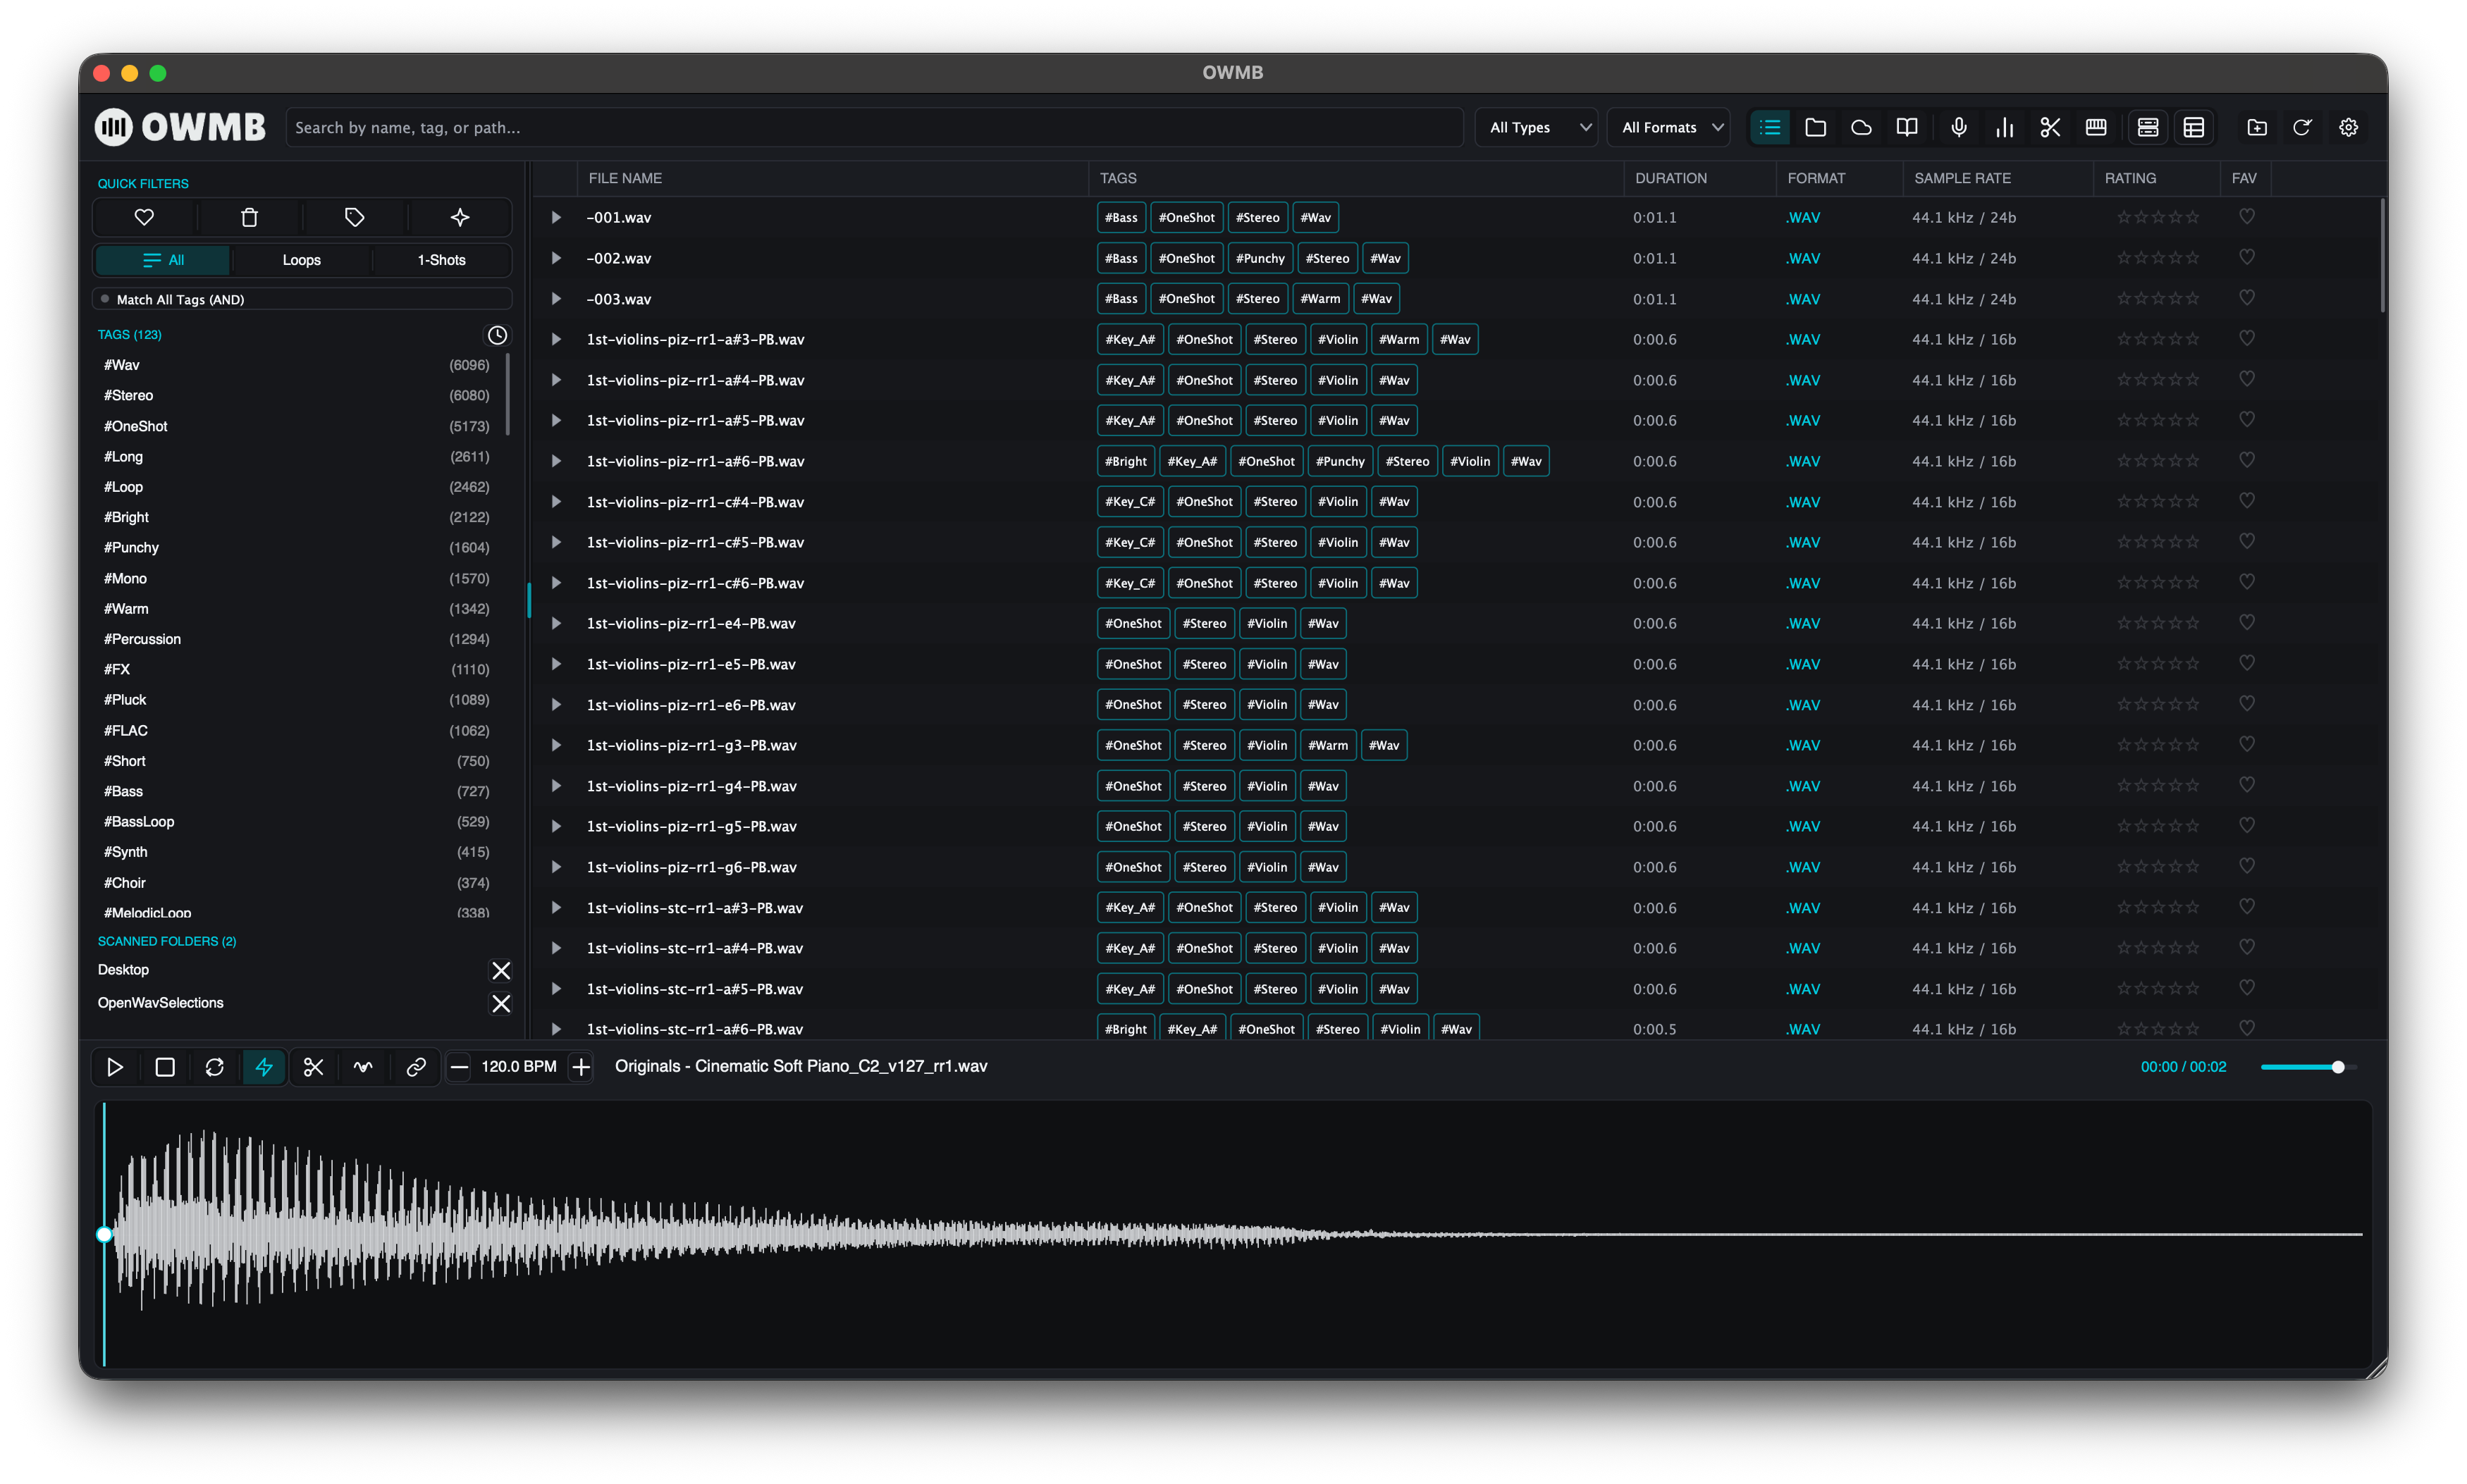 OWMB
OWMB
Search by name, tag, or path...
All Types
All Formats
QUICK FILTERS
All Loops 1-Shots
Match All Tags (AND)
TAGS (123)
#Wav (6096)
#Stereo (6080)
#OneShot (5173)
#Long (2611)
#Loop (2462)
#Bright (2122)
#Punchy (1604)
#Mono (1570)
#Warm (1342)
#Percussion (1294)
#FX (1110)
#Pluck (1089)
#FLAC (1062)
#Short (750)
#Bass (727)
#BassLoop (529)
#Synth (415)
#Choir (374)
#MelodicLoop (338)
SCANNED FOLDERS (2)
Desktop
OpenWavSelections
FILE NAME TAGS DURATION FORMAT SAMPLE RATE RATING FAV
-001.wav #Bass #OneShot #Stereo #Wav 0:01.1 .WAV 44.1 kHz / 24b
-002.wav #Bass #OneShot #Punchy #Stereo #Wav 0:01.1 .WAV 44.1 kHz / 24b
-003.wav #Bass #OneShot #Stereo #Warm #Wav 0:01.1 .WAV 44.1 kHz / 24b
1st-violins-piz-rr1-a#3-PB.wav #Key_A# #OneShot #Stereo #Violin #Warm #Wav 0:00.6 .WAV 44.1 kHz / 16b
1st-violins-piz-rr1-a#4-PB.wav #Key_A# #OneShot #Stereo #Violin #Wav 0:00.6 .WAV 44.1 kHz / 16b
1st-violins-piz-rr1-a#5-PB.wav #Key_A# #OneShot #Stereo #Violin #Wav 0:00.6 .WAV 44.1 kHz / 16b
1st-violins-piz-rr1-a#6-PB.wav #Bright #Key_A# #OneShot #Punchy #Stereo #Violin #Wav 0:00.6 .WAV 44.1 kHz / 16b
1st-violins-piz-rr1-c#4-PB.wav #Key_C# #OneShot #Stereo #Violin #Wav 0:00.6 .WAV 44.1 kHz / 16b
1st-violins-piz-rr1-c#5-PB.wav #Key_C# #OneShot #Stereo #Violin #Wav 0:00.6 .WAV 44.1 kHz / 16b
1st-violins-piz-rr1-c#6-PB.wav #Key_C# #OneShot #Stereo #Violin #Wav 0:00.6 .WAV 44.1 kHz / 16b
1st-violins-piz-rr1-e4-PB.wav #OneShot #Stereo #Violin #Wav 0:00.6 .WAV 44.1 kHz / 16b
1st-violins-piz-rr1-e5-PB.wav #OneShot #Stereo #Violin #Wav 0:00.6 .WAV 44.1 kHz / 16b
1st-violins-piz-rr1-e6-PB.wav #OneShot #Stereo #Violin #Wav 0:00.6 .WAV 44.1 kHz / 16b
1st-violins-piz-rr1-g3-PB.wav #OneShot #Stereo #Violin #Warm #Wav 0:00.6 .WAV 44.1 kHz / 16b
1st-violins-piz-rr1-g4-PB.wav #OneShot #Stereo #Violin #Wav 0:00.6 .WAV 44.1 kHz / 16b
1st-violins-piz-rr1-g5-PB.wav #OneShot #Stereo #Violin #Wav 0:00.6 .WAV 44.1 kHz / 16b
1st-violins-piz-rr1-g6-PB.wav #OneShot #Stereo #Violin #Wav 0:00.6 .WAV 44.1 kHz / 16b
1st-violins-stc-rr1-a#3-PB.wav #Key_A# #OneShot #Stereo #Violin #Wav 0:00.6 .WAV 44.1 kHz / 16b
1st-violins-stc-rr1-a#4-PB.wav #Key_A# #OneShot #Stereo #Violin #Wav 0:00.6 .WAV 44.1 kHz / 16b
1st-violins-stc-rr1-a#5-PB.wav #Key_A# #OneShot #Stereo #Violin #Wav 0:00.6 .WAV 44.1 kHz / 16b
1st-violins-stc-rr1-a#6-PB.wav #Bright #Key_A# #OneShot #Stereo #Violin #Wav 0:00.5 .WAV 44.1 kHz / 16b
120.0 BPM Originals - Cinematic Soft Piano_C2_v127_rr1.wav 00:00 / 00:02